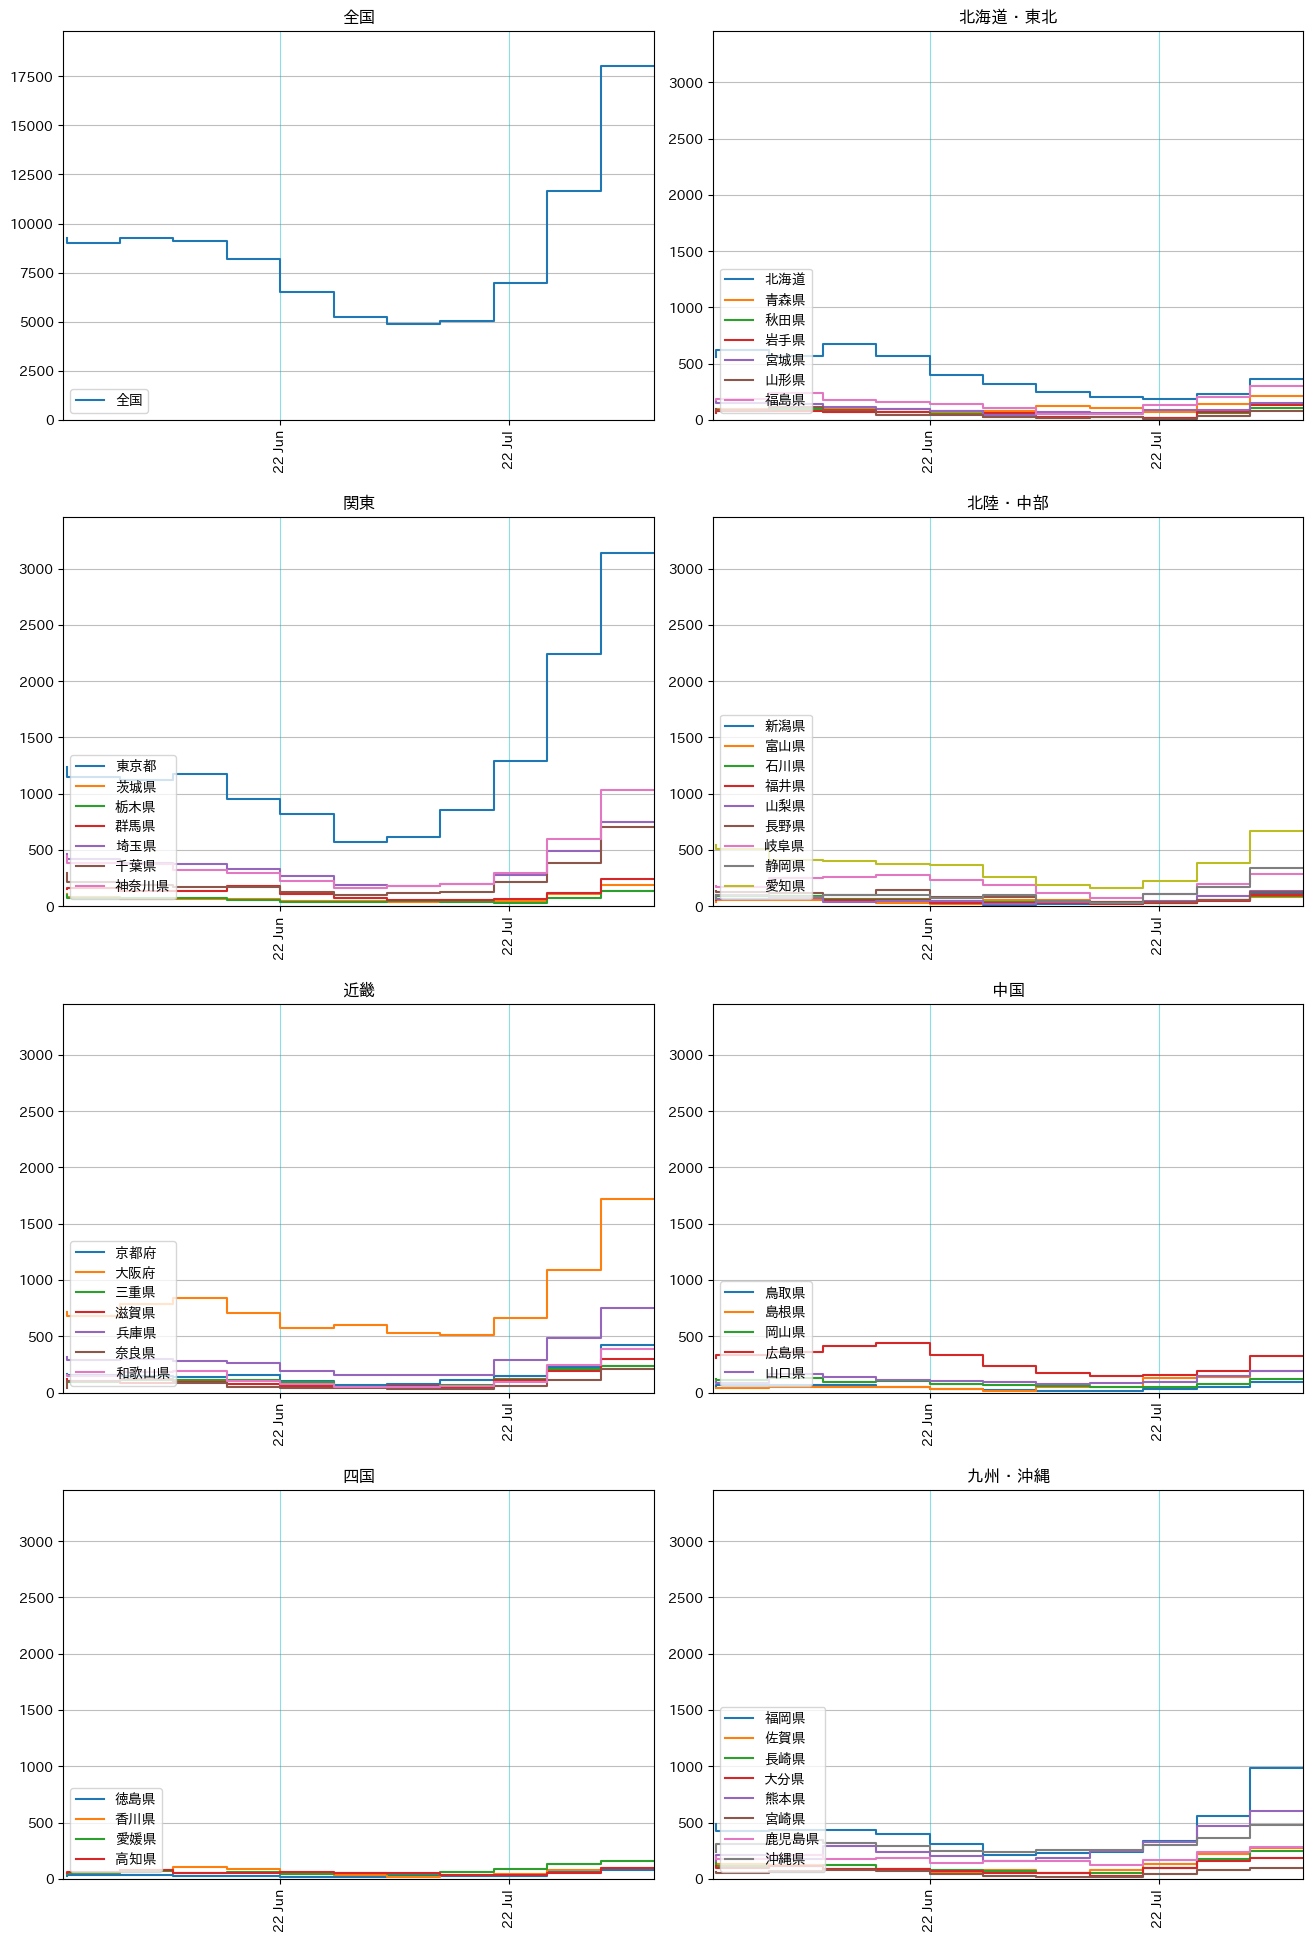 全国
17500
15000
12500
10000
7500
5000
2500
0
全国
22 Jun
22 Jul
北海道・東北
3000
2500
2000
1500
1000
500
0
北海道
青森県
秋田県
岩手県
宮城県
山形県
福島県
22 Jun
22 Jul
関東
3000
2500
2000
1500
1000
500
0
東京都
茨城県
栃木県
群馬県
埼玉県
千葉県
神奈川県
22 Jun
22 Jul
北陸・中部
3000
2500
2000
1500
1000
500
0
新潟県
富山県
石川県
福井県
山梨県
長野県
岐阜県
静岡県
愛知県
22 Jun
22 Jul
近畿
3000
2500
2000
1500
1000
500
0
京都府
大阪府
三重県
滋賀県
兵庫県
奈良県
和歌山県
22 Jun
22 Jul
中国
3000
2500
2000
1500
1000
500
0
鳥取県
島根県
岡山県
広島県
山口県
22 Jun
22 Jul
四国
3000
2500
2000
1500
1000
500
0
徳島県
香川県
愛媛県
高知県
22 Jun
22 Jul
九州・沖縄
3000
2500
2000
1500
1000
500
0
福岡県
佐賀県
長崎県
大分県
熊本県
宮崎県
鹿児島県
沖縄県
22 Jun
22 Jul